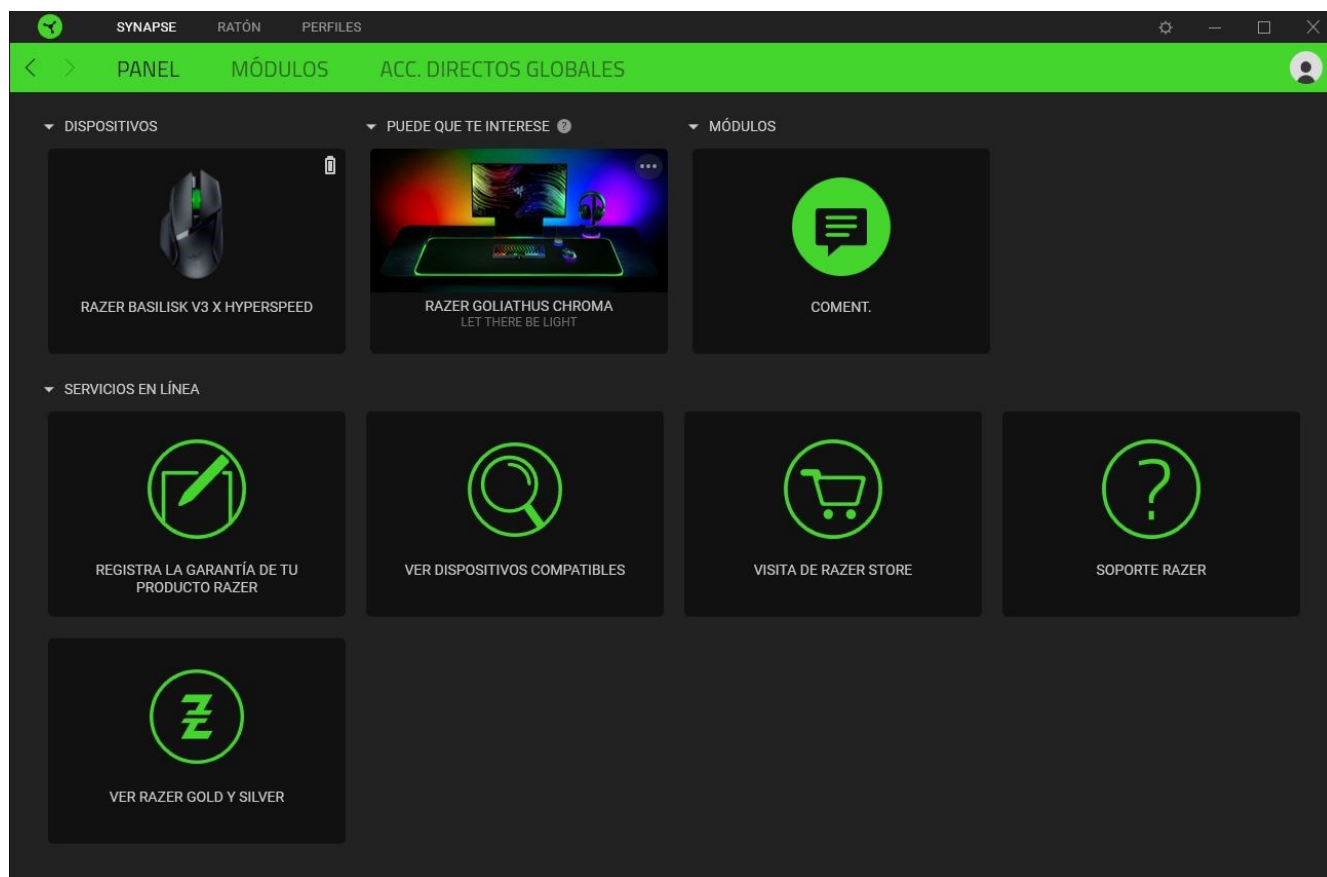 SYNAPSE RATÓN PERFILES
PANEL MÓDULOS ACC. DIRECTOS GLOBALES
DISPOSITIVOS
RAZER BASILISK V3 X HYPERSPEED
PUEDE QUE TE INTERESE ?
RAZER GOLIATHUS CHROMA
LET THERE BE LIGHT
MÓDULOS
COMENT.
SERVICIOS EN LÍNEA
REGISTRA LA GARANTÍA DE TU
PRODUCTO RAZER
VER DISPOSITIVOS COMPATIBLES
VISITA DE RAZER STORE
SOPORTE RAZER
VER RAZER GOLD Y SILVER